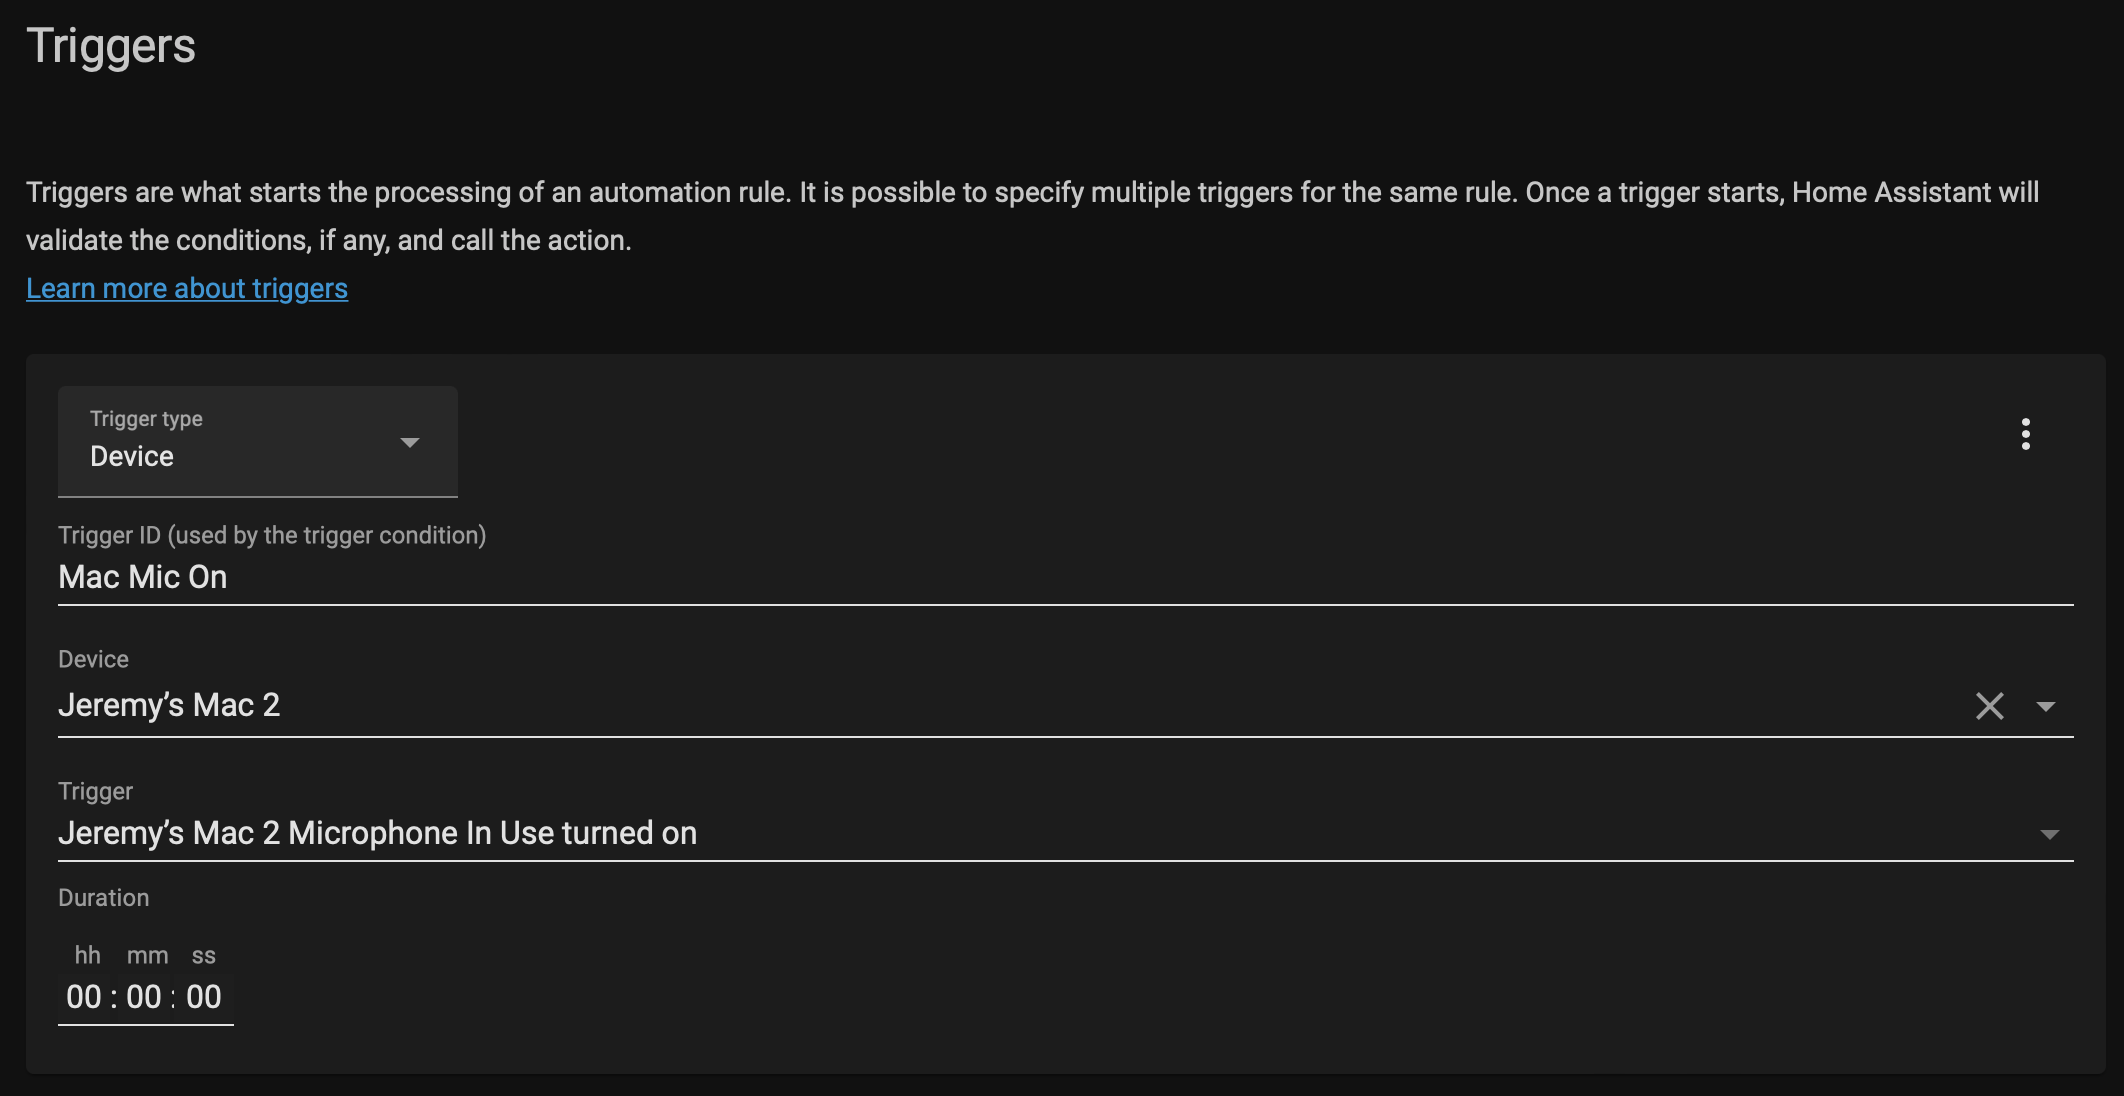 Triggers
Triggers are what starts the processing of an automation rule. It is possible to specify multiple triggers for the same rule. Once a trigger starts, Home Assistant will
validate the conditions, if any, and call the action.
Learn more about triggers
Trigger type
Device
Trigger ID (used by the trigger condition)
Mac Mic On
Device
Jeremy’s Mac 2
Trigger
Jeremy’s Mac 2 Microphone In Use turned on
Duration
hh mm ss
00 : 00 : 00